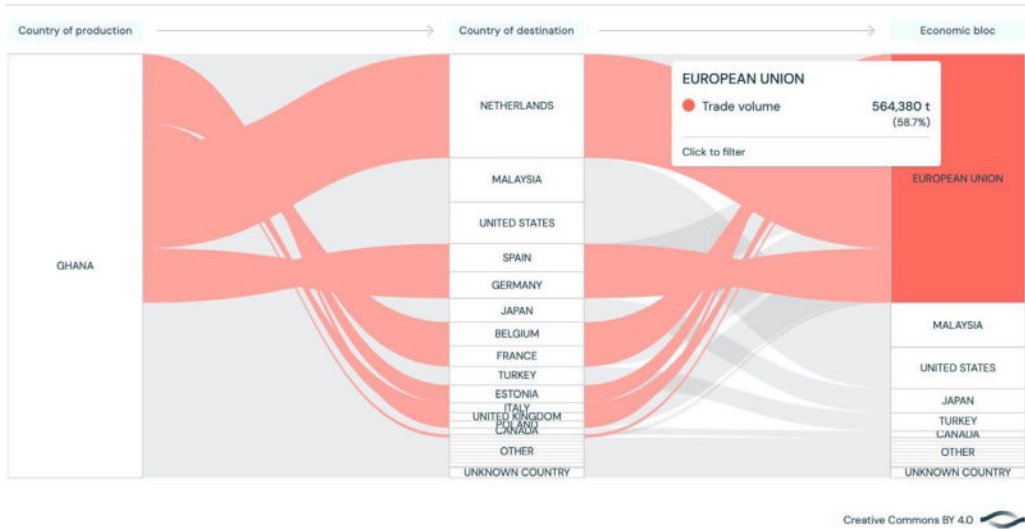 Country of production
Country of destination
Economic bloc
GHANA
NETHERLANDS
MALAYSIA
UNITED STATES
SPAIN
GERMANY
JAPAN
BELGIUM
FRANCE
TURKEY
ESTONIA
ITALY
UNITED KINGDOM
POLAND
CANADA
OTHER
UNKNOWN COUNTRY
EUROPEAN UNION
Trade volume 564,380 t
(58.7%)
Click to filter
EUROPEAN UNION
MALAYSIA
UNITED STATES
JAPAN
TURKEY
CANADA
OTHER
UNKNOWN COUNTRY
Creative Commons BY 4.0